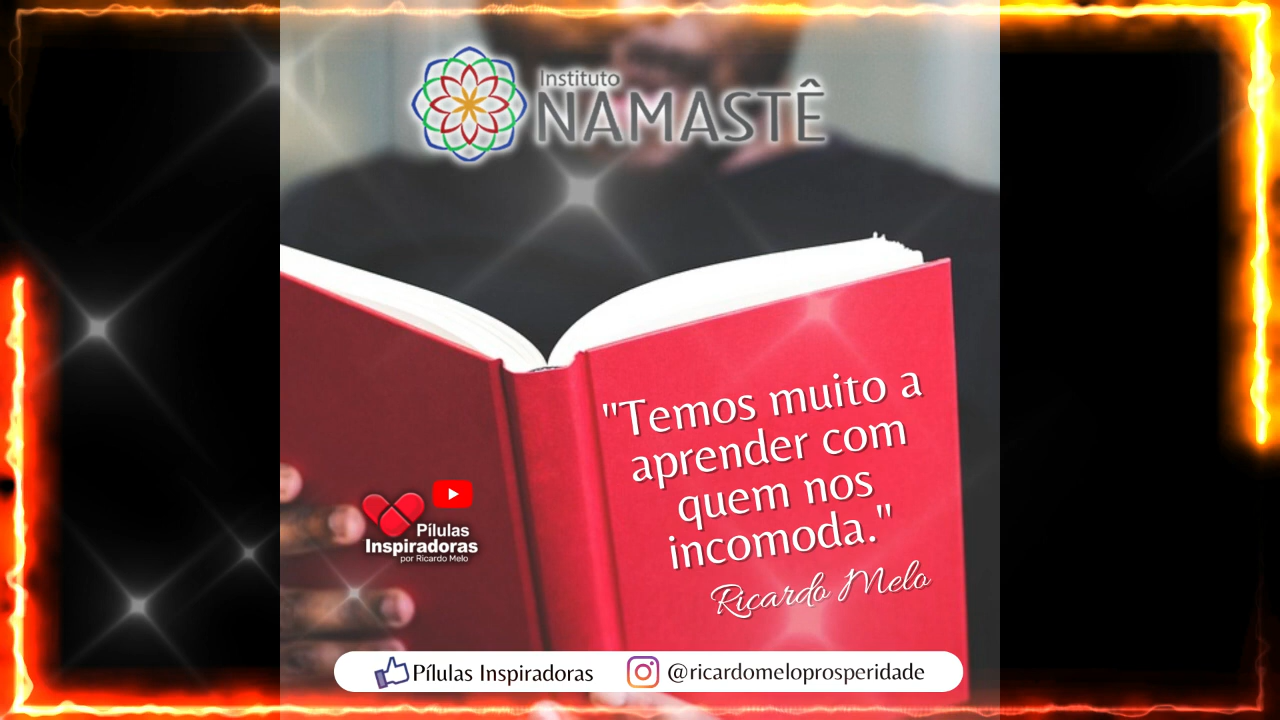 Instituto
NAMASTÊ
"Temos muito a
aprender com
quem nos
incomoda."
Ricardo Melo
Pílulas
Inspiradoras
por Ricardo Melo
Pílulas Inspiradoras @ricardomeloprosperidade